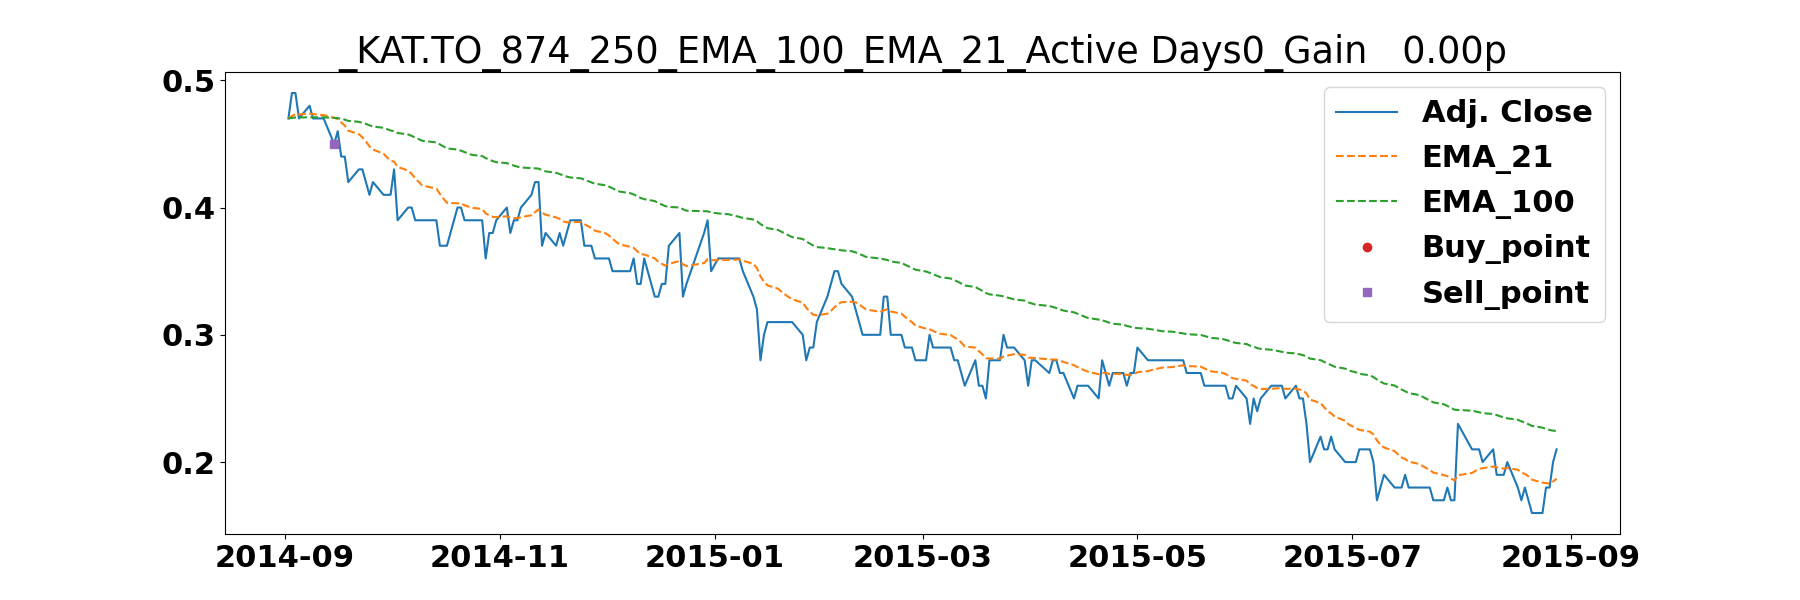 _KAT.TO_874_250_EMA_100_EMA_21_Active Days0_Gain   0.00p
0.5
0.4
0.3
0.2
Adj. Close
EMA_21
EMA_100
Buy_point
Sell_point
2014-09 2014-11 2015-01 2015-03 2015-05 2015-07 2015-09